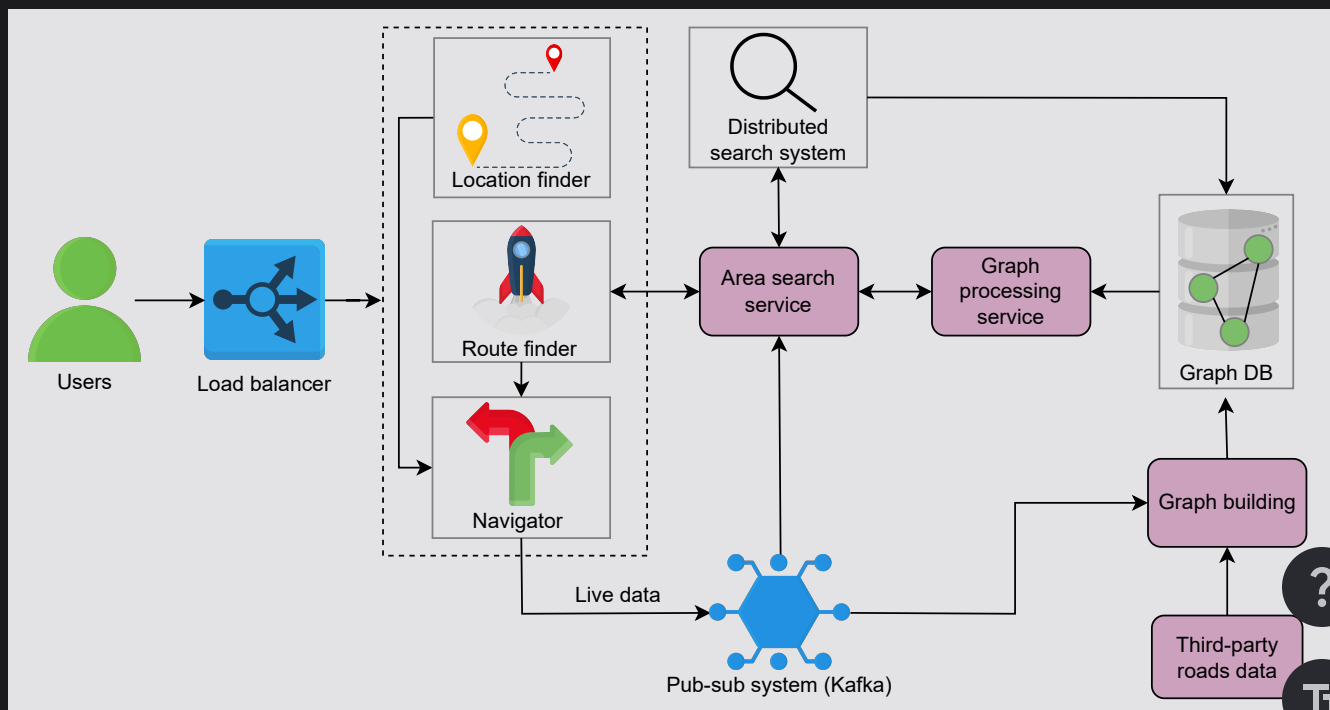 Location finder
Distributed
search system
Users
Load balancer
Route finder
Area search
service
Graph
processing
service
Graph DB
Navigator
Graph building
Live data
Pub-sub system (Kafka)
Third-party
roads data
?